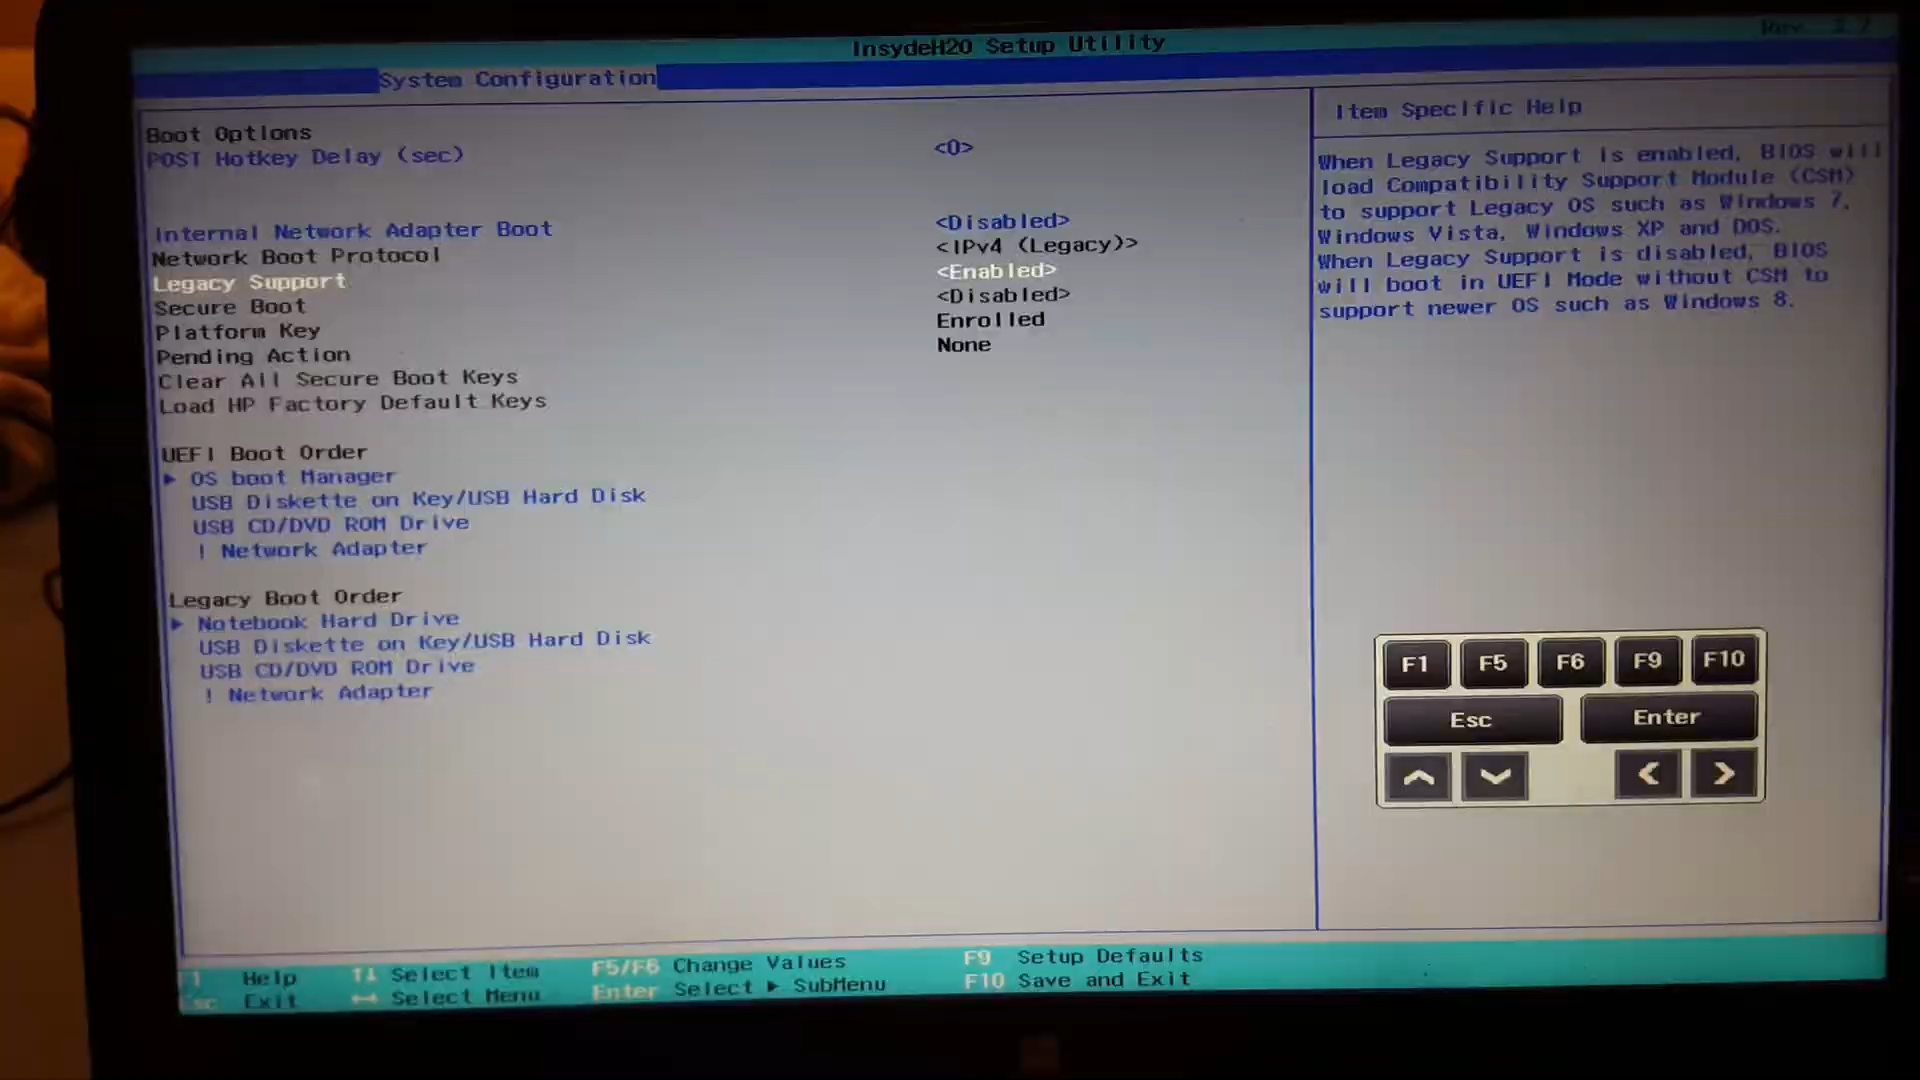 InsydeH20 Setup Utility
Rev. 3.7
System Configuration
Boot Options
POST Hotkey Delay (sec) <0>
Internal Network Adapter Boot <Disabled>
Network Boot Protocol <IPv4 (Legacy)>
Legacy Support <Enabled>
Secure Boot <Disabled>
Platform Key Enrolled
Pending Action None
Clear All Secure Boot Keys
Load HP Factory Default Keys
UEFI Boot Order
▶ OS boot Manager
USB Diskette on Key/USB Hard Disk
USB CD/DVD ROM Drive
! Network Adapter
Legacy Boot Order
▶ Notebook Hard Drive
USB Diskette on Key/USB Hard Disk
USB CD/DVD ROM Drive
! Network Adapter
Item Specific Help
When Legacy Support is enabled, BIOS will
load Compatibility Support Module (CSM)
to support Legacy OS such as Windows 7,
Windows Vista, Windows XP and DOS.
When Legacy Support is disabled, BIOS
will boot in UEFI Mode without CSM to
support newer OS such as Windows 8.
F1 F5 F6 F9 F10
Esc Enter
F1 Help ↑↓ Select Item F5/F6 Change Values F9 Setup Defaults
Esc Exit ↔ Select Menu Enter Select ▶ SubMenu F10 Save and Exit